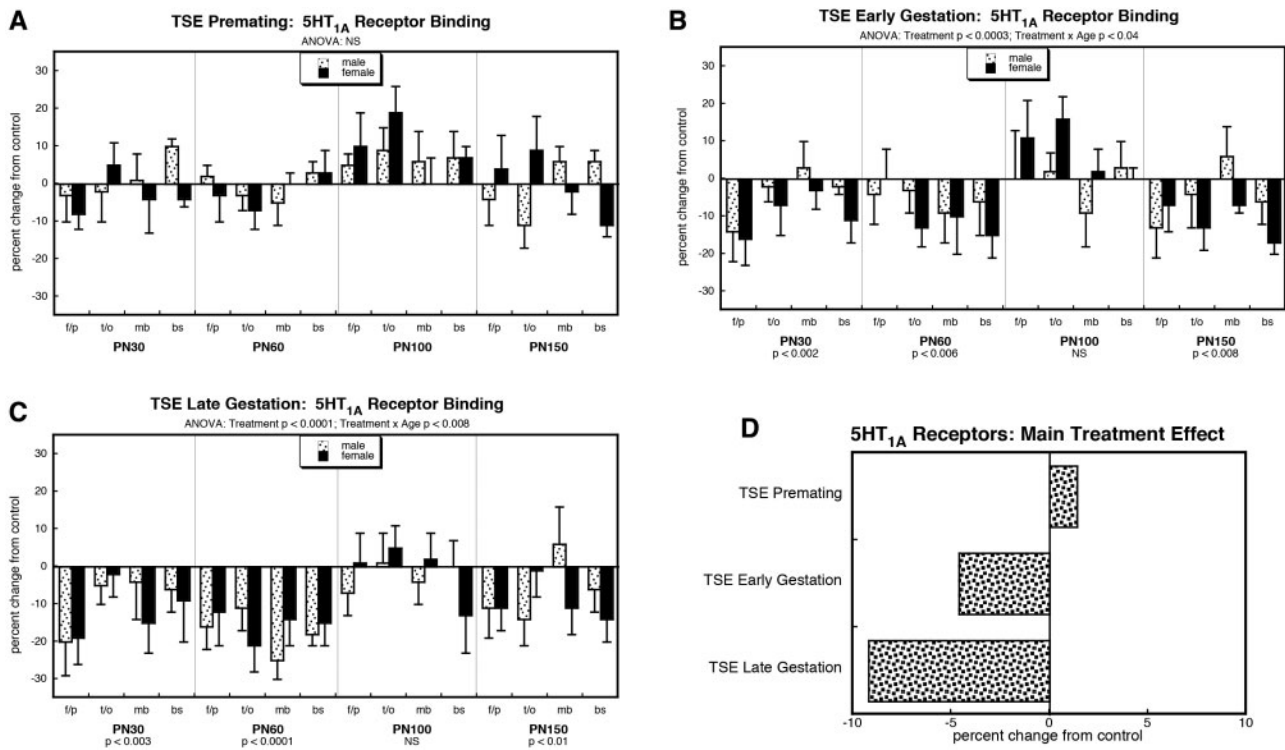 A
TSE Premating: 5HT1A Receptor Binding
ANOVA: NS
male
female
percent change from control
30
20
10
0
-10
-20
-30
f/p t/o mb bs f/p t/o mb bs f/p t/o mb bs f/p t/o mb bs
PN30 PN60 PN100 PN150
B
TSE Early Gestation: 5HT1A Receptor Binding
ANOVA: Treatment p < 0.0003; Treatment x Age p < 0.04
male
female
percent change from control
30
20
10
0
-10
-20
-30
f/p t/o mb bs f/p t/o mb bs f/p t/o mb bs f/p t/o mb bs
PN30 PN60 PN100 PN150
p < 0.002 p < 0.006 NS p < 0.008
C
TSE Late Gestation: 5HT1A Receptor Binding
ANOVA: Treatment p < 0.0001; Treatment x Age p < 0.008
male
female
percent change from control
30
20
10
0
-10
-20
-30
f/p t/o mb bs f/p t/o mb bs f/p t/o mb bs f/p t/o mb bs
PN30 PN60 PN100 PN150
p < 0.003 p < 0.0001 NS p < 0.01
D
5HT1A Receptors: Main Treatment Effect
TSE Premating
TSE Early Gestation
TSE Late Gestation
-10 -5 0 5 10
percent change from control